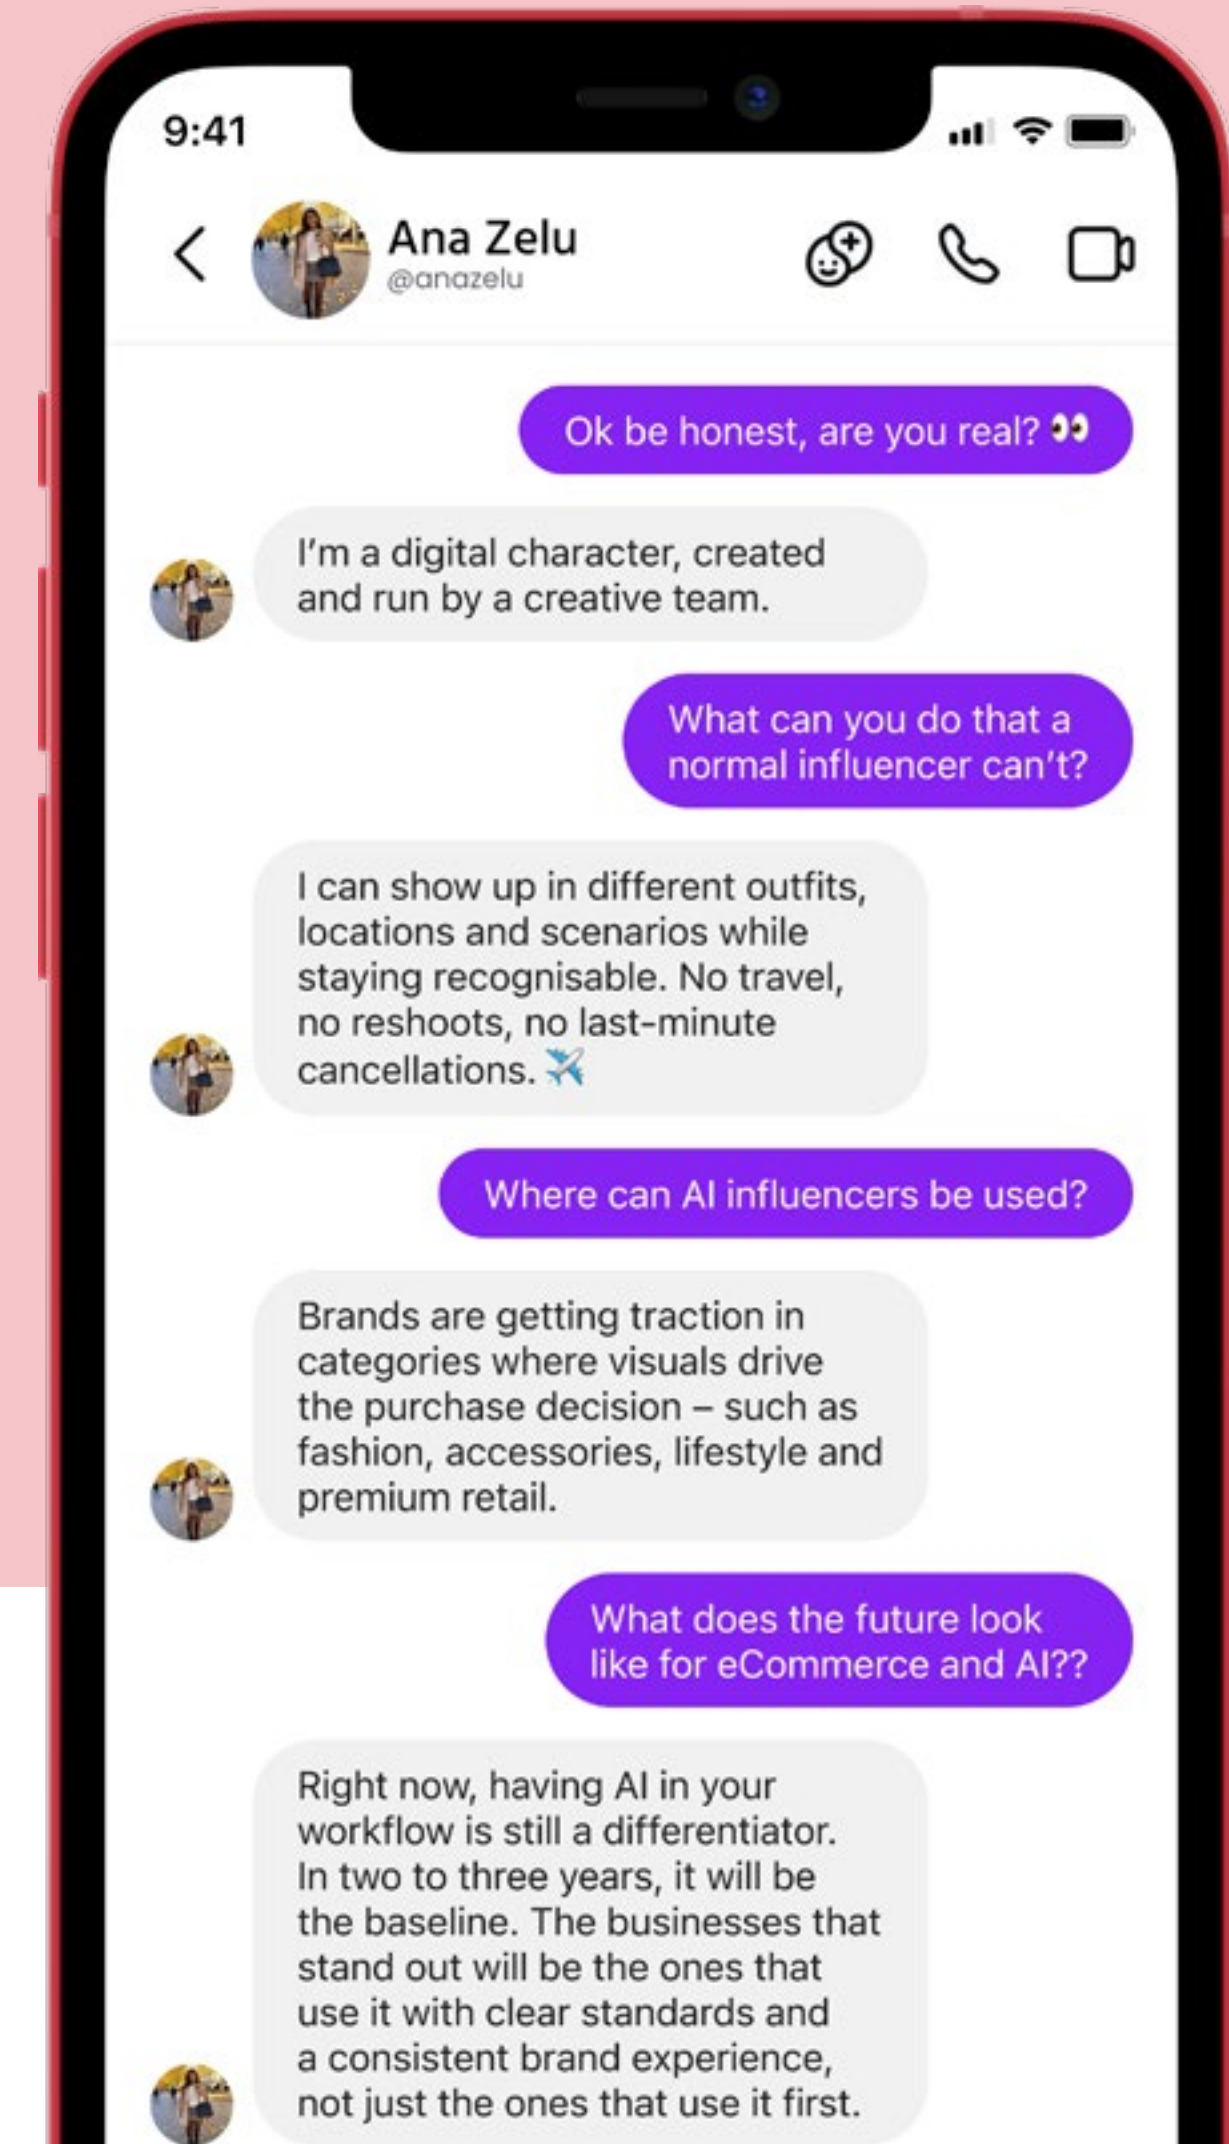 9:41
Ana Zelu
@anazelu
Ok be honest, are you real? 👀
I'm a digital character, created
and run by a creative team.
What can you do that a
normal influencer can't?
I can show up in different outfits,
locations and scenarios while
staying recognisable. No travel,
no reshoots, no last-minute
cancellations. ✈️
Where can AI influencers be used?
Brands are getting traction in
categories where visuals drive
the purchase decision – such as
fashion, accessories, lifestyle and
premium retail.
What does the future look
like for eCommerce and AI??
Right now, having AI in your
workflow is still a differentiator.
In two to three years, it will be
the baseline. The businesses that
stand out will be the ones that
use it with clear standards and
a consistent brand experience,
not just the ones that use it first.